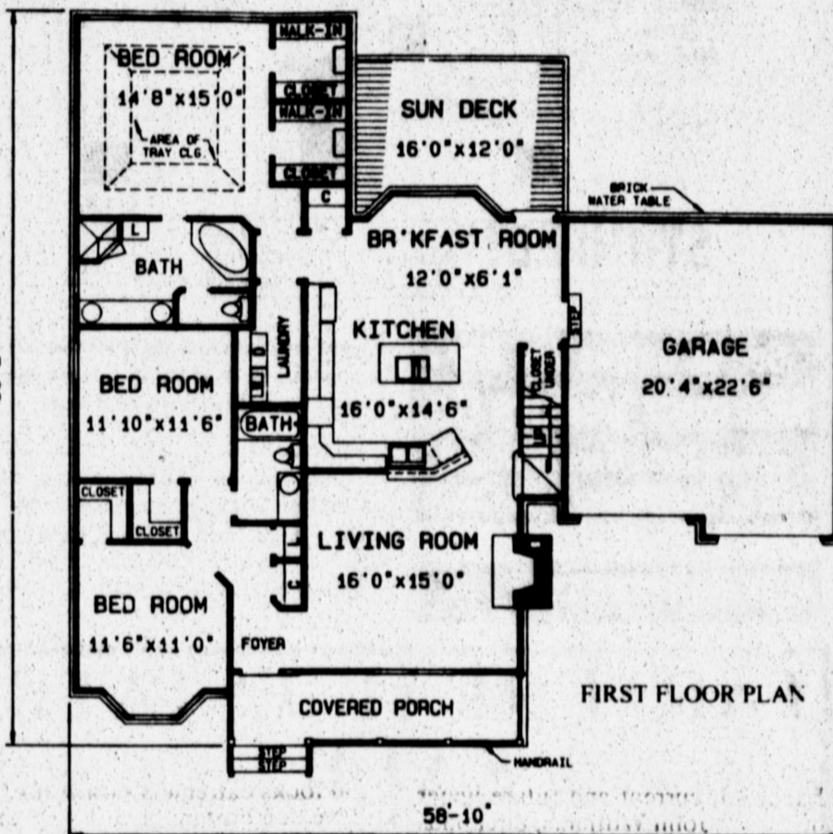 WALK-IN
BED ROOM
14'8"x15'0"
CLOSET
WALK-IN
AREA OF
TRAY CLG.
CLOSET
C
SUN DECK
16'0"x12'0"
BRICK
WATER TABLE
L
BATH
BR'KFAST ROOM
12'0"x6'1"
LAUNDRY
D
W
KITCHEN
16'0"x14'6"
CLOSET
UNDER
UP
GARAGE
20'4"x22'6"
BED ROOM
11'10"x11'6"
BATH
CLOSET
CLOSET
L
C
LIVING ROOM
16'0"x15'0"
BED ROOM
11'6"x11'0"
FOYER
COVERED PORCH
FIRST FLOOR PLAN
STEP
STEP
HANDRAIL
58'-10"